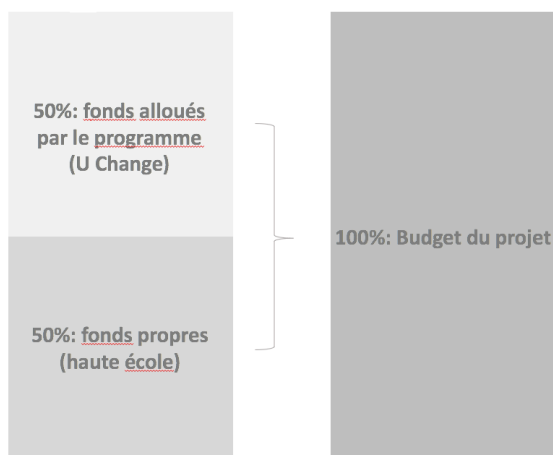 50%: fonds alloués
par le programme
(U Change)
50%: fonds propres
(haute école)
100%: Budget du projet